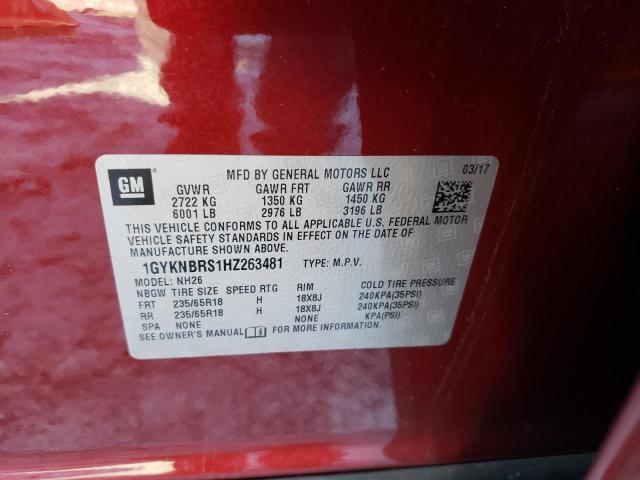 GM
MFD BY GENERAL MOTORS LLC 03/17
GVWR GAWR FRT GAWR RR
2722 KG 1350 KG 1450 KG
6001 LB 2976 LB 3196 LB
THIS VEHICLE CONFORMS TO ALL APPLICABLE U.S. FEDERAL MOTOR
VEHICLE SAFETY STANDARDS IN EFFECT ON THE DATE OF
MANUFACTURE SHOWN ABOVE.
1GYKNBRS1HZ263481 TYPE: M.P.V.
MODEL: NH26
NBGW TIRE SIZE SPEED RTG RIM COLD TIRE PRESSURE
FRT 235/65R18 H 18X8J 240KPA(35PSI)
RR 235/65R18 H 18X8J 240KPA(35PSI)
SPA NONE NONE KPA(PSI)
SEE OWNER'S MANUAL FOR MORE INFORMATION.